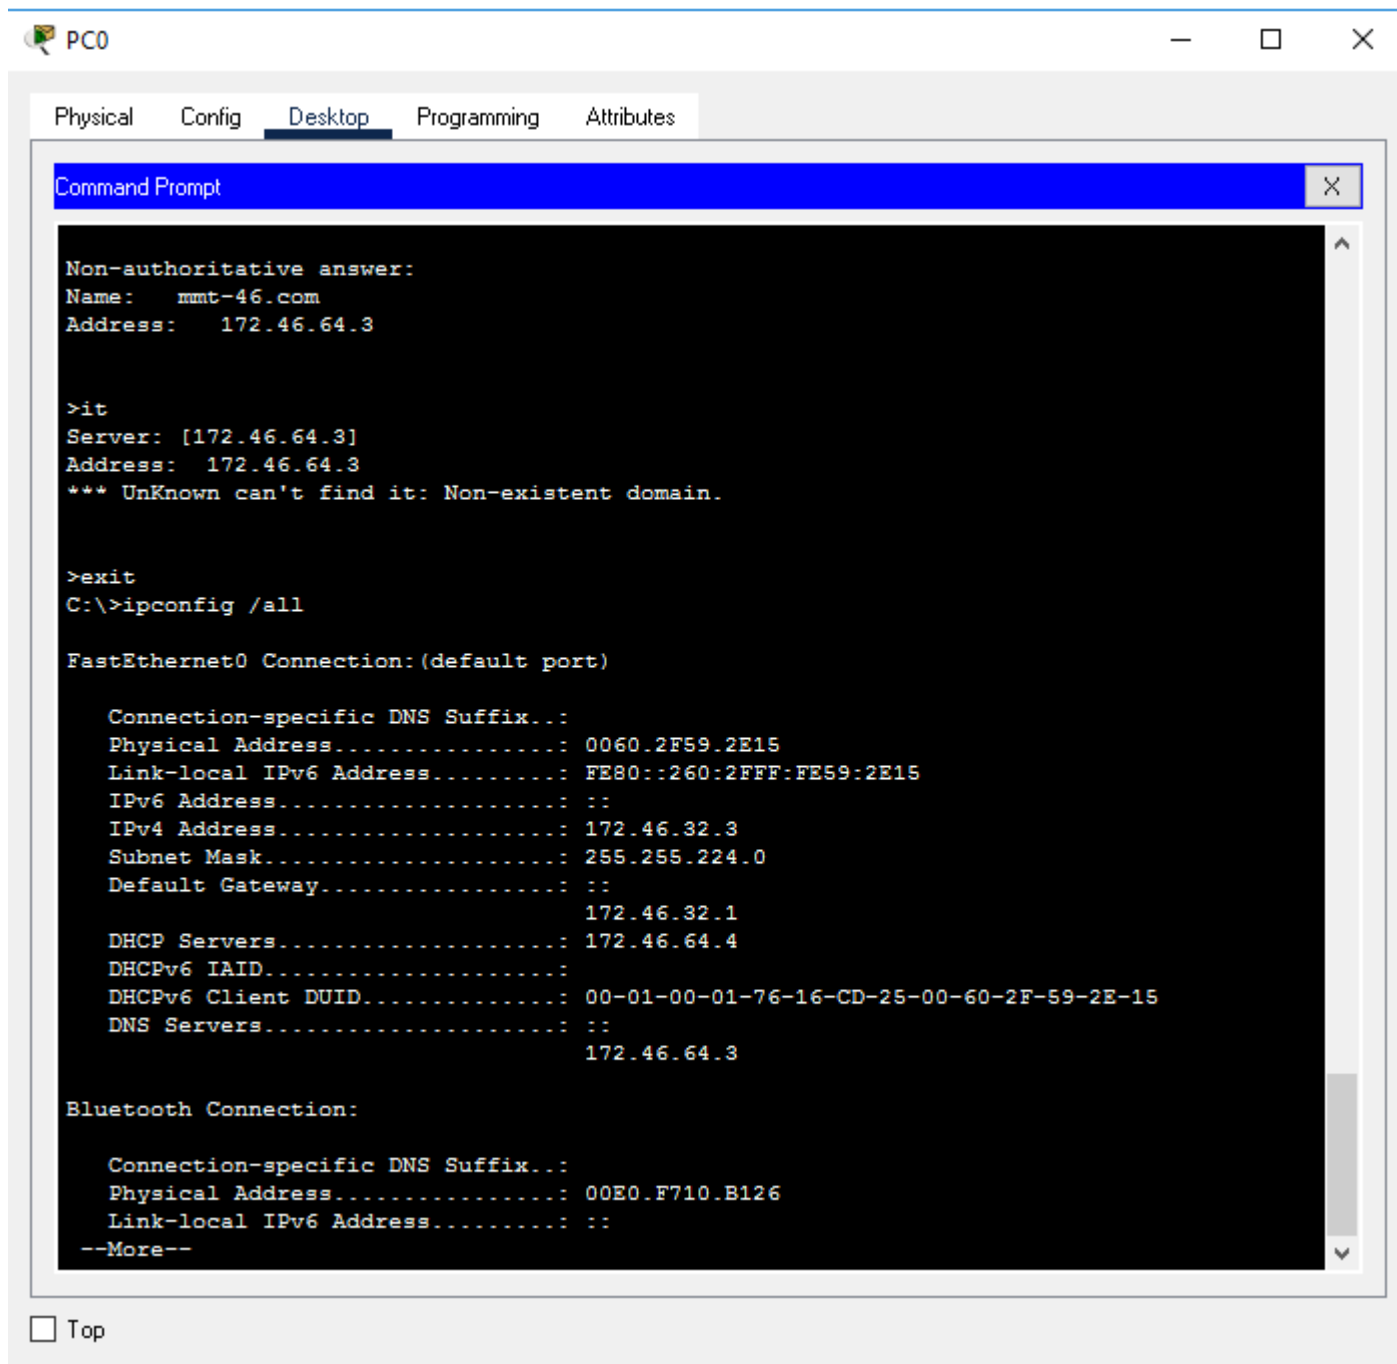 PC0
Physical Config Desktop Programming Attributes
Command Prompt X
Non-authoritative answer:
Name:   mmt-46.com
Address:   172.46.64.3
>it
Server: [172.46.64.3]
Address:  172.46.64.3
*** UnKnown can't find it: Non-existent domain.
>exit
C:\>ipconfig /all
FastEthernet0 Connection:(default port)
   Connection-specific DNS Suffix..:
   Physical Address................: 0060.2F59.2E15
   Link-local IPv6 Address.........: FE80::260:2FFF:FE59:2E15
   IPv6 Address....................: ::
   IPv4 Address....................: 172.46.32.3
   Subnet Mask.....................: 255.255.224.0
   Default Gateway.................: ::
                                     172.46.32.1
   DHCP Servers....................: 172.46.64.4
   DHCPv6 IAID.....................:
   DHCPv6 Client DUID..............: 00-01-00-01-76-16-CD-25-00-60-2F-59-2E-15
   DNS Servers.....................: ::
                                     172.46.64.3
Bluetooth Connection:
   Connection-specific DNS Suffix..:
   Physical Address................: 00E0.F710.B126
   Link-local IPv6 Address.........: ::
 --More--
Top